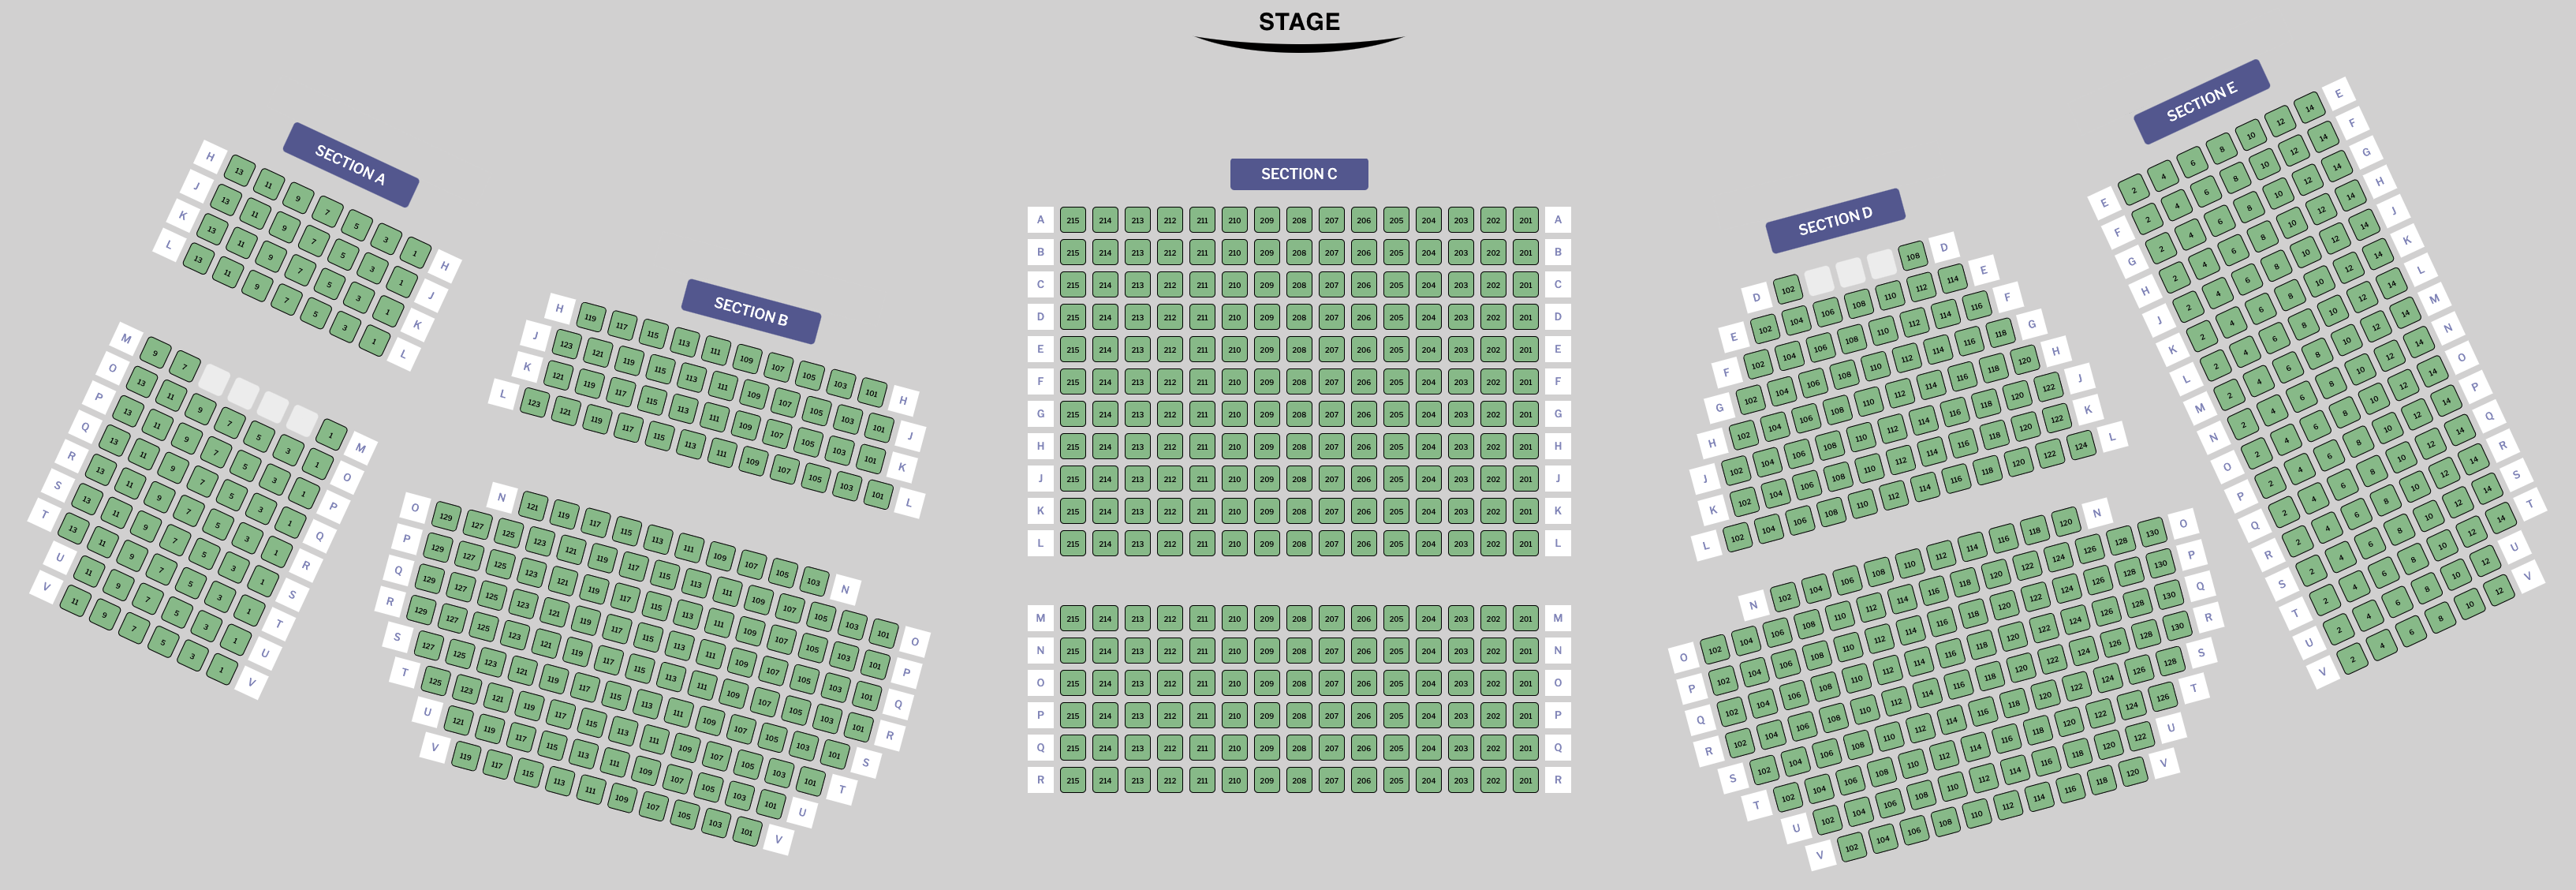 STAGE
SECTION A
H 13 11 9 7 5 3 1 H
J 13 11 9 7 5 3 1 J
K 13 11 9 7 5 3 1 K
L 13 11 9 7 5 3 1 L
M 9 7 1 M
O 13 11 9 7 5 3 1 O
P 13 11 9 7 5 3 1 P
Q 13 11 9 7 5 3 1 Q
R 13 11 9 7 5 3 1 R
S 13 11 9 7 5 3 1 S
T 13 11 9 7 5 3 1 T
U 11 9 7 5 3 1 U
V 11 9 7 5 3 1 V
SECTION B
H 119 117 115 113 111 109 107 105 103 101 H
J 123 121 119 117 115 113 111 109 107 105 103 101 J
K 121 119 117 115 113 111 109 107 105 103 101 K
L 123 121 119 117 115 113 111 109 107 105 103 101 L
N 121 119 117 115 113 111 109 107 105 103 N
O 129 127 125 123 121 119 117 115 113 111 109 107 105 103 101 O
P 129 127 125 123 121 119 117 115 113 111 109 107 105 103 101 P
Q 129 127 125 123 121 119 117 115 113 111 109 107 105 103 101 Q
R 129 127 125 123 121 119 117 115 113 111 109 107 105 103 101 R
S 127 125 123 121 119 117 115 113 111 109 107 105 103 101 S
T 125 123 121 119 117 115 113 111 109 107 105 103 101 T
U 121 119 117 115 113 111 109 107 105 103 101 U
V 119 117 115 113 111 109 107 105 103 101 V
SECTION C
A 215 214 213 212 211 210 209 208 207 206 205 204 203 202 201 A
B 215 214 213 212 211 210 209 208 207 206 205 204 203 202 201 B
C 215 214 213 212 211 210 209 208 207 206 205 204 203 202 201 C
D 215 214 213 212 211 210 209 208 207 206 205 204 203 202 201 D
E 215 214 213 212 211 210 209 208 207 206 205 204 203 202 201 E
F 215 214 213 212 211 210 209 208 207 206 205 204 203 202 201 F
G 215 214 213 212 211 210 209 208 207 206 205 204 203 202 201 G
H 215 214 213 212 211 210 209 208 207 206 205 204 203 202 201 H
J 215 214 213 212 211 210 209 208 207 206 205 204 203 202 201 J
K 215 214 213 212 211 210 209 208 207 206 205 204 203 202 201 K
L 215 214 213 212 211 210 209 208 207 206 205 204 203 202 201 L
M 215 214 213 212 211 210 209 208 207 206 205 204 203 202 201 M
N 215 214 213 212 211 210 209 208 207 206 205 204 203 202 201 N
O 215 214 213 212 211 210 209 208 207 206 205 204 203 202 201 O
P 215 214 213 212 211 210 209 208 207 206 205 204 203 202 201 P
Q 215 214 213 212 211 210 209 208 207 206 205 204 203 202 201 Q
R 215 214 213 212 211 210 209 208 207 206 205 204 203 202 201 R
SECTION D
D 102 108 D
E 102 104 106 108 110 112 114 E
F 102 104 106 108 110 112 114 116 F
G 102 104 106 108 110 112 114 116 118 G
H 102 104 106 108 110 112 114 116 118 120 H
J 102 104 106 108 110 112 114 116 118 120 122 J
K 102 104 106 108 110 112 114 116 118 120 122 K
L 102 104 106 108 110 112 114 116 118 120 122 124 L
N 102 104 106 108 110 112 114 116 118 120 N
O 102 104 106 108 110 112 114 116 118 120 122 124 126 128 130 O
P 102 104 106 108 110 112 114 116 118 120 122 124 126 128 130 P
Q 102 104 106 108 110 112 114 116 118 120 122 124 126 128 130 Q
R 102 104 106 108 110 112 114 116 118 120 122 124 126 128 130 R
S 102 104 106 108 110 112 114 116 118 120 122 124 126 128 S
T 102 104 106 108 110 112 114 116 118 120 122 124 126 T
U 102 104 106 108 110 112 114 116 118 120 122 U
V 102 104 106 108 110 112 114 116 118 120 V
SECTION E
E 2 4 6 8 10 12 14 E
F 2 4 6 8 10 12 14 F
G 2 4 6 8 10 12 14 G
H 2 4 6 8 10 12 14 H
J 2 4 6 8 10 12 14 J
K 2 4 6 8 10 12 14 K
L 2 4 6 8 10 12 14 L
M 2 4 6 8 10 12 14 M
N 2 4 6 8 10 12 14 N
O 2 4 6 8 10 12 14 O
P 2 4 6 8 10 12 14 P
Q 2 4 6 8 10 12 14 Q
R 2 4 6 8 10 12 14 R
S 2 4 6 8 10 12 14 S
T 2 4 6 8 10 12 14 T
U 2 4 6 8 10 12 U
V 2 4 6 8 10 12 V